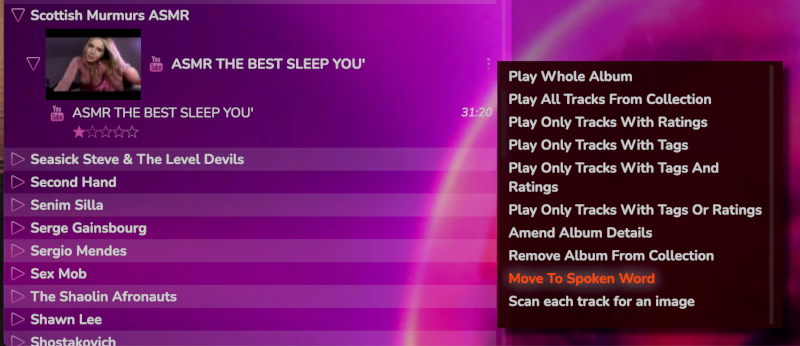 Scottish Murmurs ASMR
You Tube
ASMR THE BEST SLEEP YOU'
You Tube
ASMR THE BEST SLEEP YOU'
31:20
Seasick Steve & The Level Devils
Second Hand
Senim Silla
Serge Gainsbourg
Sergio Mendes
Sex Mob
The Shaolin Afronauts
Shawn Lee
Shostakovich
Play Whole Album
Play All Tracks From Collection
Play Only Tracks With Ratings
Play Only Tracks With Tags
Play Only Tracks With Tags And
Ratings
Play Only Tracks With Tags Or Ratings
Amend Album Details
Remove Album From Collection
Move To Spoken Word
Scan each track for an image